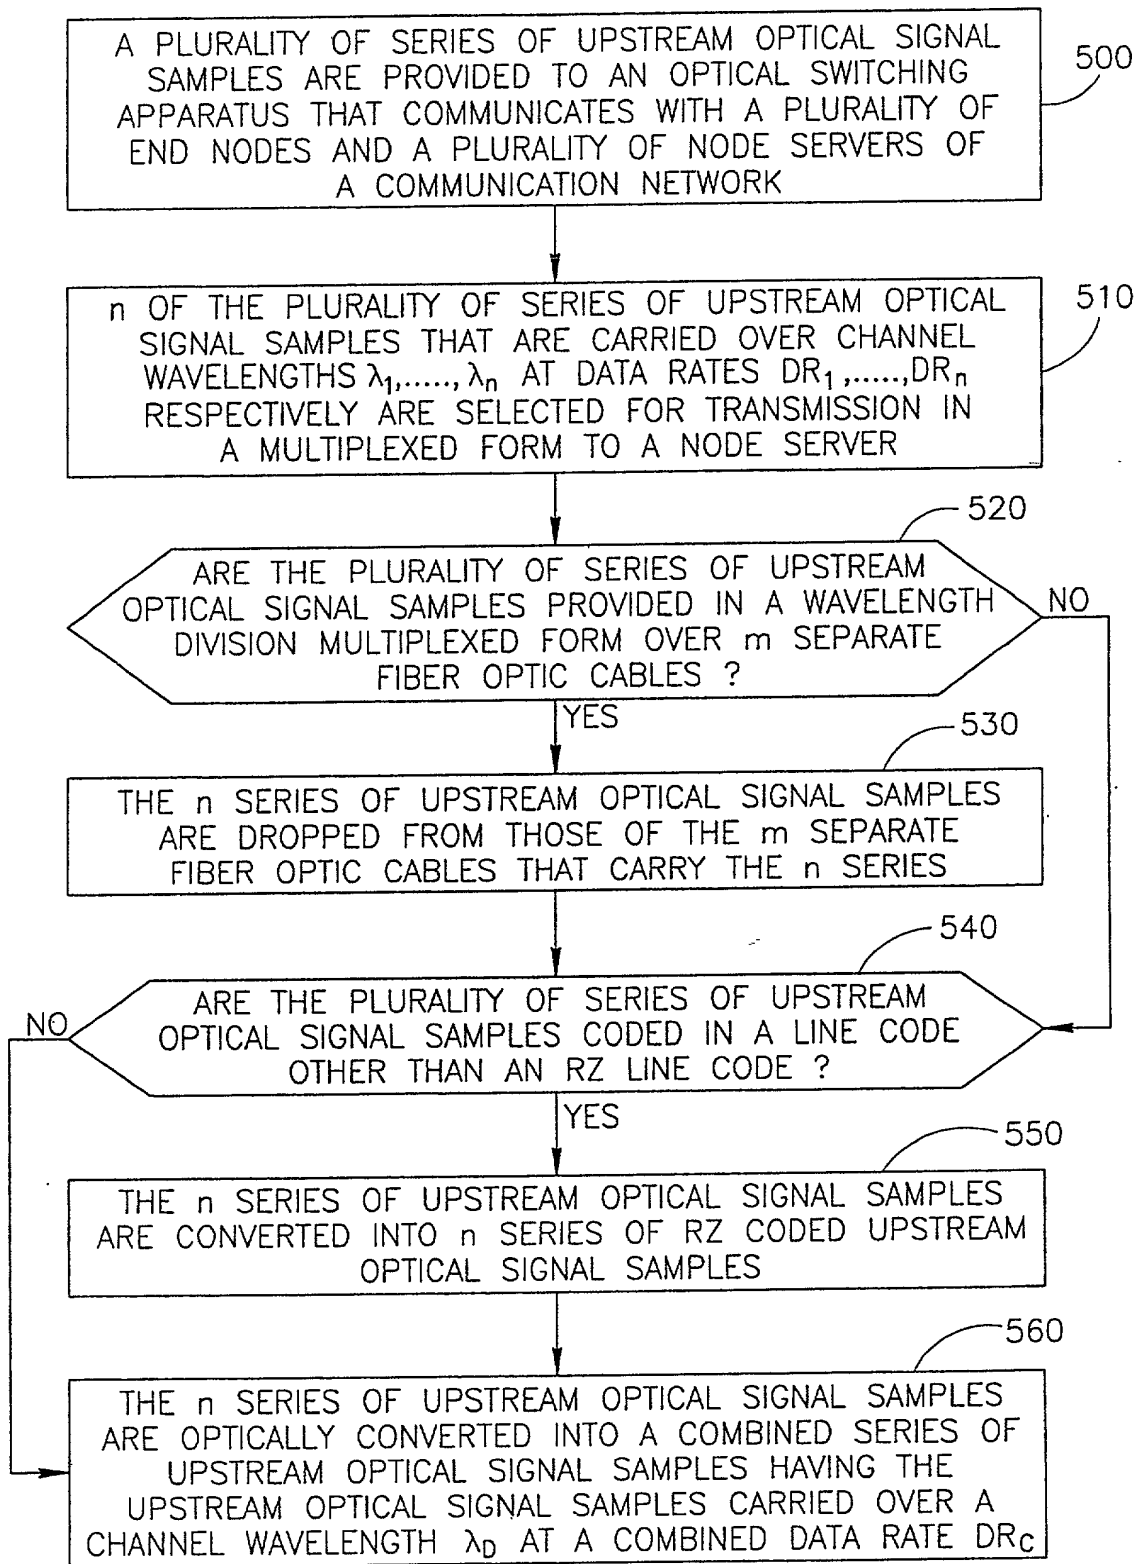 A PLURALITY OF SERIES OF UPSTREAM OPTICAL SIGNAL
SAMPLES ARE PROVIDED TO AN OPTICAL SWITCHING
APPARATUS THAT COMMUNICATES WITH A PLURALITY OF
END NODES AND A PLURALITY OF NODE SERVERS OF
A COMMUNICATION NETWORK
500
n OF THE PLURALITY OF SERIES OF UPSTREAM OPTICAL
SIGNAL SAMPLES THAT ARE CARRIED OVER CHANNEL
WAVELENGTHS λ1,.....,λn AT DATA RATES DR1,.....,DRn
RESPECTIVELY ARE SELECTED FOR TRANSMISSION IN
A MULTIPLEXED FORM TO A NODE SERVER
510
520
ARE THE PLURALITY OF SERIES OF UPSTREAM
OPTICAL SIGNAL SAMPLES PROVIDED IN A WAVELENGTH
DIVISION MULTIPLEXED FORM OVER m SEPARATE
FIBER OPTIC CABLES ?
NO
YES
530
THE n SERIES OF UPSTREAM OPTICAL SIGNAL SAMPLES
ARE DROPPED FROM THOSE OF THE m SEPARATE
FIBER OPTIC CABLES THAT CARRY THE n SERIES
540
ARE THE PLURALITY OF SERIES OF UPSTREAM
OPTICAL SIGNAL SAMPLES CODED IN A LINE CODE
OTHER THAN AN RZ LINE CODE ?
NO
YES
550
THE n SERIES OF UPSTREAM OPTICAL SIGNAL SAMPLES
ARE CONVERTED INTO n SERIES OF RZ CODED UPSTREAM
OPTICAL SIGNAL SAMPLES
560
THE n SERIES OF UPSTREAM OPTICAL SIGNAL SAMPLES
ARE OPTICALLY CONVERTED INTO A COMBINED SERIES OF
UPSTREAM OPTICAL SIGNAL SAMPLES HAVING THE
UPSTREAM OPTICAL SIGNAL SAMPLES CARRIED OVER A
CHANNEL WAVELENGTH λD AT A COMBINED DATA RATE DRC